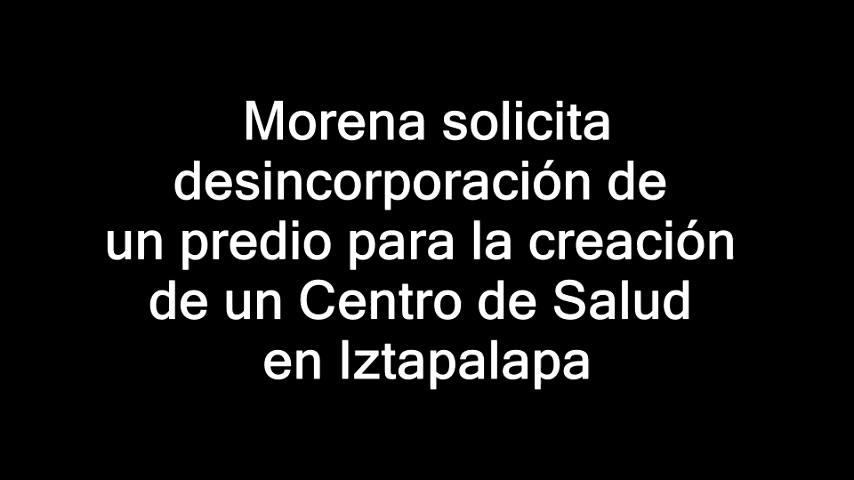 Morena solicita
desincorporación de
un predio para la creación
de un Centro de Salud
en Iztapalapa